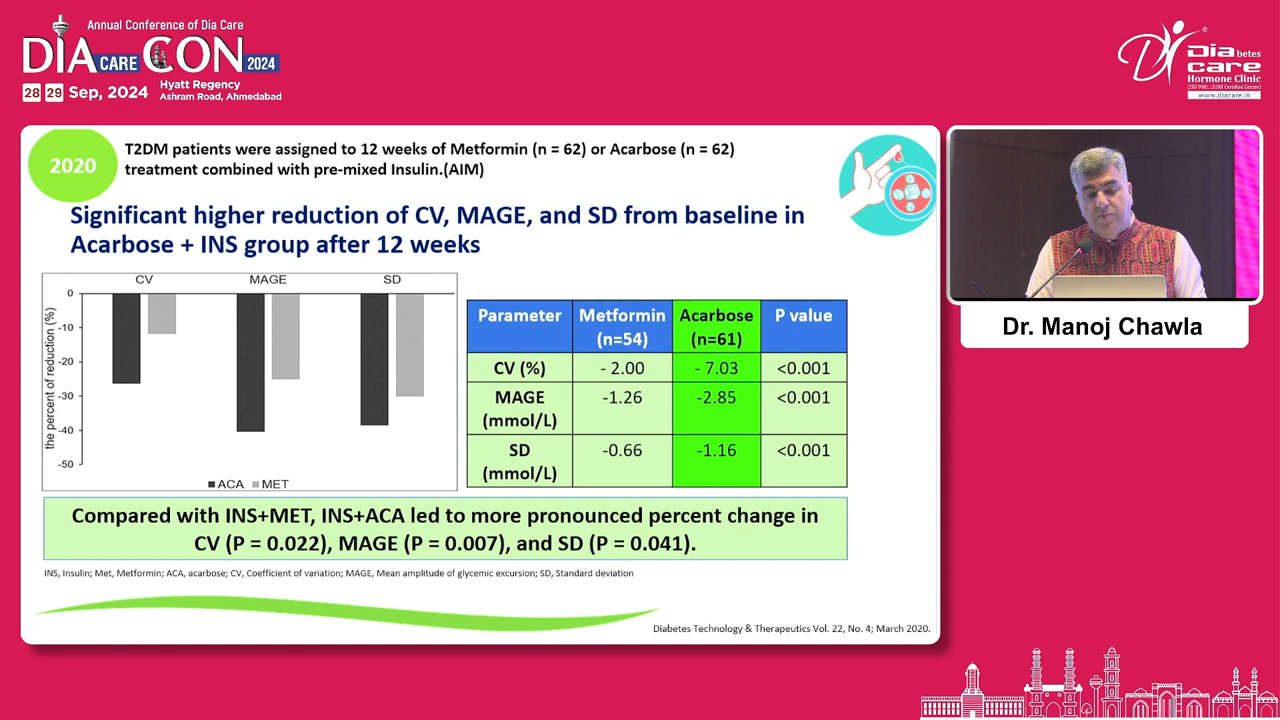 Annual Conference of Dia Care
DIA CARE CON 2024
28 29 Sep, 2024
Hyatt Regency
Ashram Road, Ahmedabad
Dia betes
care
Hormone Clinic
(ISO 9001 : 2008 Certified Centre)
www.diacare.in
2020
T2DM patients were assigned to 12 weeks of Metformin (n = 62) or Acarbose (n = 62)
treatment combined with pre-mixed Insulin.(AIM)
Significant higher reduction of CV, MAGE, and SD from baseline in
Acarbose + INS group after 12 weeks
CV MAGE SD
the percent of reduction (%)
0
-10
-20
-30
-40
-50
ACA MET
Parameter Metformin (n=54) Acarbose (n=61) P value
CV (%) - 2.00 - 7.03 <0.001
MAGE (mmol/L) -1.26 -2.85 <0.001
SD (mmol/L) -0.66 -1.16 <0.001
Compared with INS+MET, INS+ACA led to more pronounced percent change in
CV (P = 0.022), MAGE (P = 0.007), and SD (P = 0.041).
INS, Insulin; Met, Metformin; ACA, acarbose; CV, Coefficient of variation; MAGE, Mean amplitude of glycemic excursion; SD, Standard deviation
Diabetes Technology & Therapeutics Vol. 22, No. 4; March 2020.
Dr. Manoj Chawla